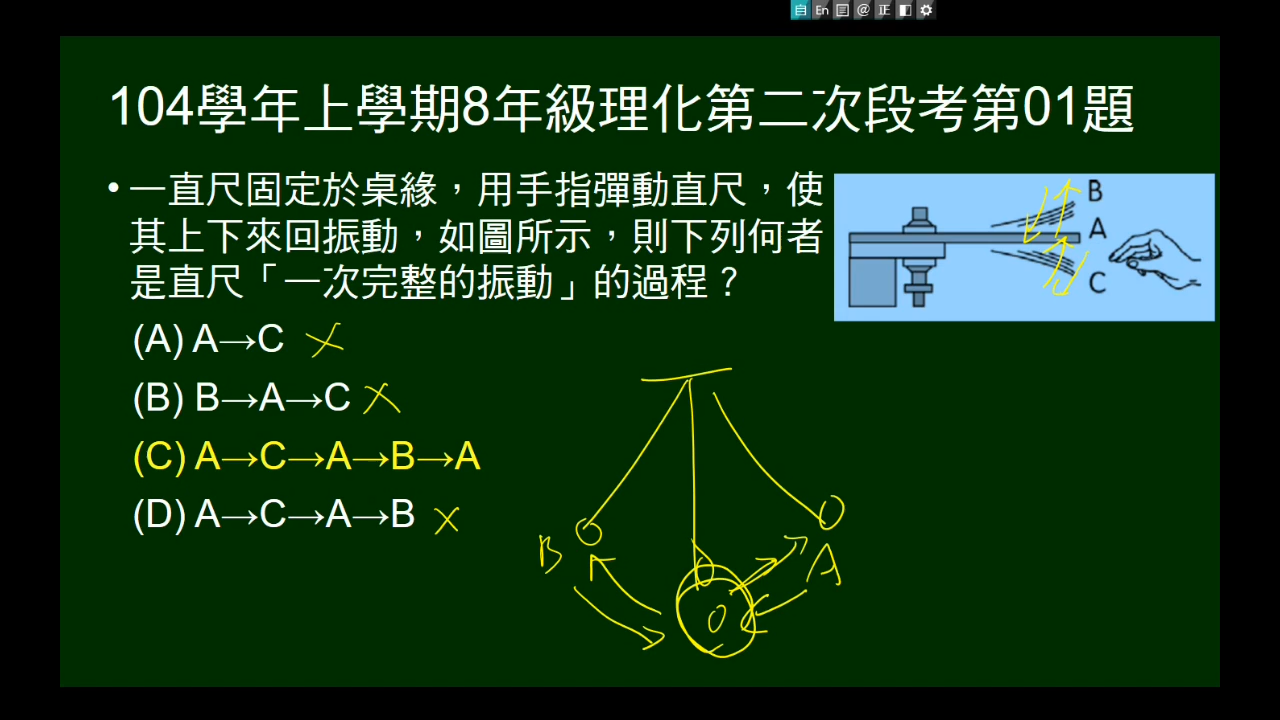 自 En @ 正
104學年上學期8年級理化第二次段考第01題
• 一直尺固定於桌緣，用手指彈動直尺，使
其上下來回振動，如圖所示，則下列何者
是直尺「一次完整的振動」的過程？
B
A
C
(A) A→C
(B) B→A→C
(C) A→C→A→B→A
(D) A→C→A→B
B
O
A